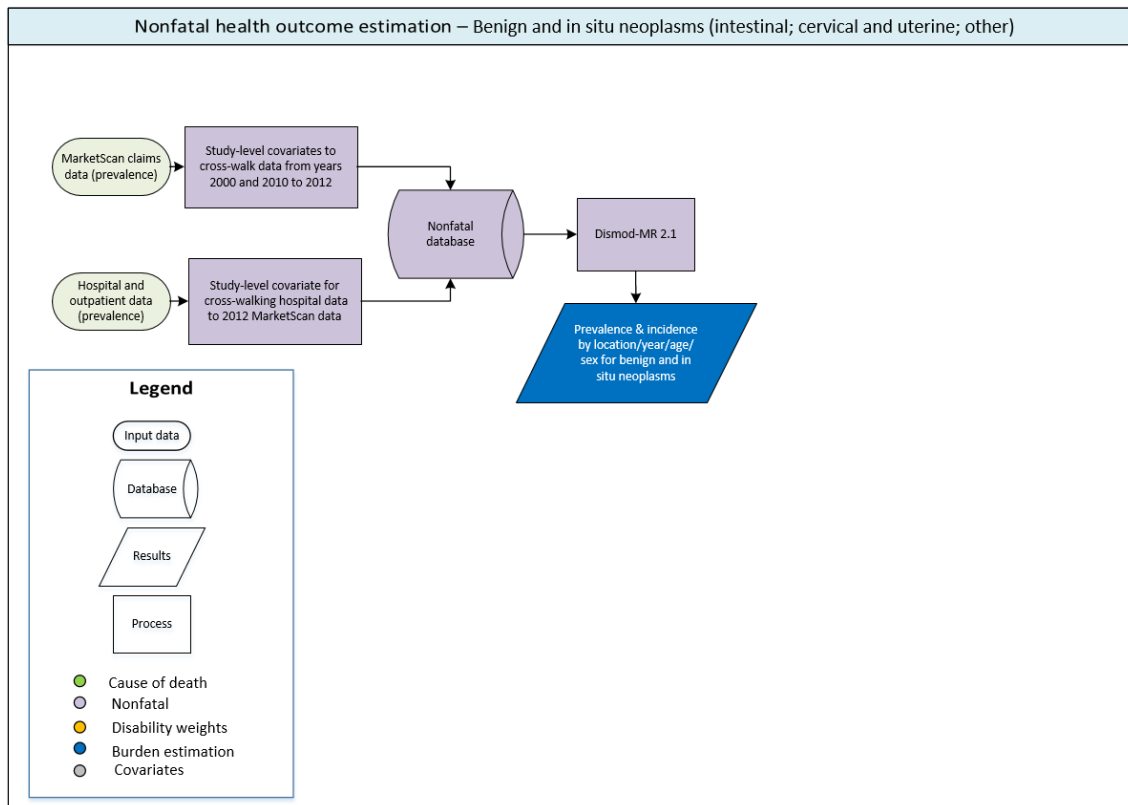 Nonfatal health outcome estimation – Benign and in situ neoplasms (intestinal; cervical and uterine; other)
MarketScan claims
data (prevalence)
Study-level covariates to
cross-walk data from years
2000 and 2010 to 2012
Nonfatal
database
Dismod-MR 2.1
Hospital and
outpatient data
(prevalence)
Study-level covariate for
cross-walking hospital data
to 2012 MarketScan data
Prevalence & incidence
by location/year/age/
sex for benign and in
situ neoplasms
Legend
Input data
Database
Results
Process
Cause of death
Nonfatal
Disability weights
Burden estimation
Covariates